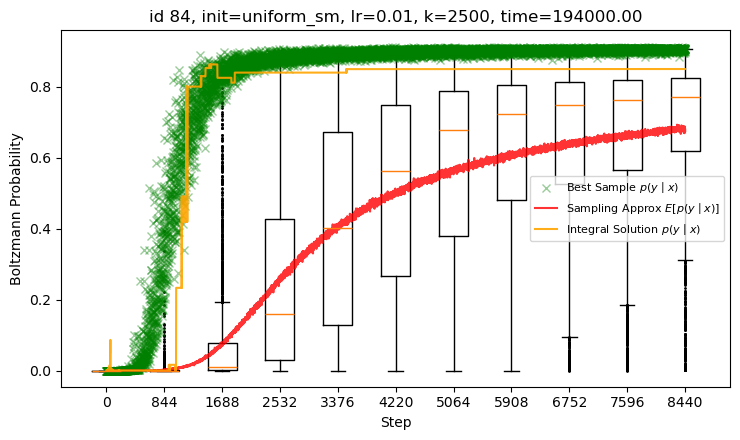 id 84, init=uniform_sm, lr=0.01, k=2500, time=194000.00
Boltzmann Probability
0.8
0.6
0.4
0.2
0.0
Best Sample p(y | x)
Sampling Approx E[p(y | x)]
Integral Solution p(y | x)
0 844 1688 2532 3376 4220 5064 5908 6752 7596 8440
Step